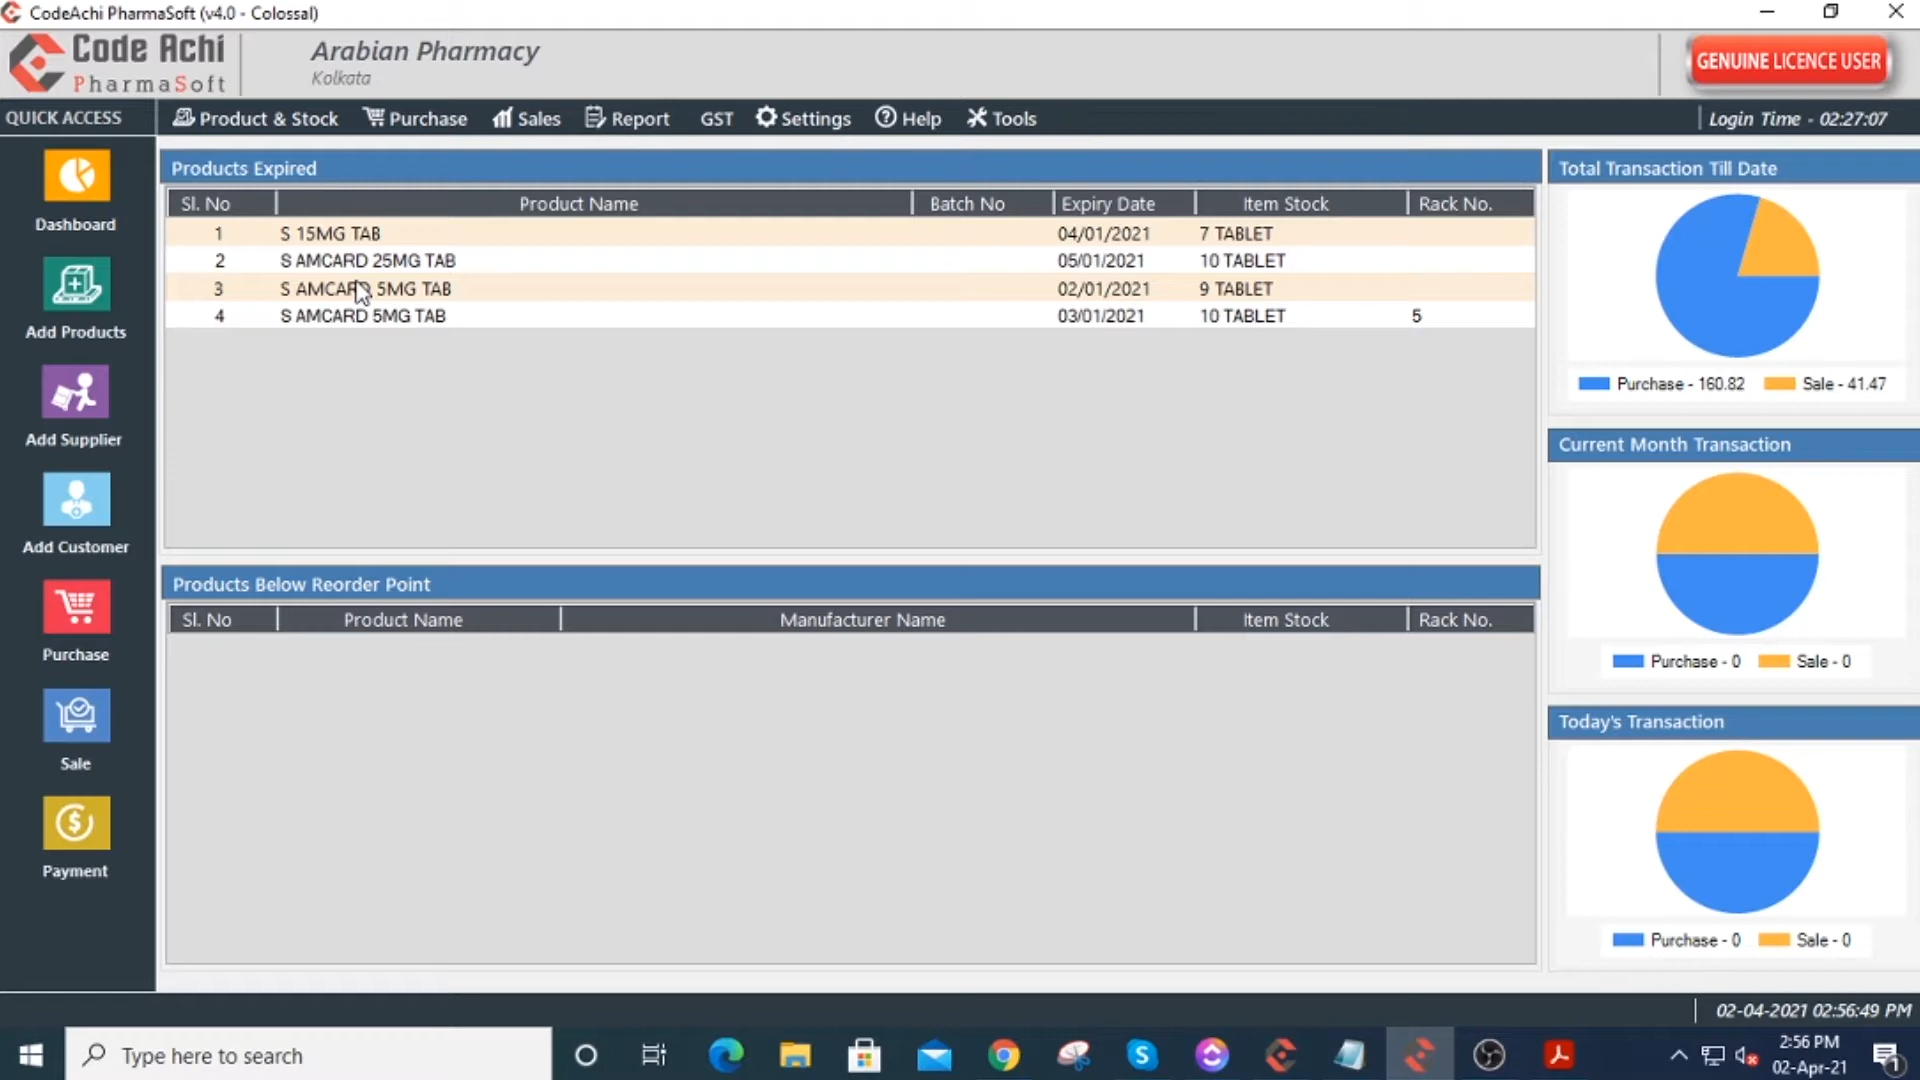 CodeAchi PharmaSoft (v4.0 - Colossal)
Code Achi
PharmaSoft
Arabian Pharmacy
Kolkata
GENUINE LICENCE USER
QUICK ACCESS
Product & Stock Purchase Sales Report GST Settings Help Tools
Login Time - 02:27:07
Dashboard
Add Products
Add Supplier
Add Customer
Purchase
Sale
Payment
Products Expired
Sl. No Product Name Batch No Expiry Date Item Stock Rack No.
1 S 15MG TAB 04/01/2021 7 TABLET
2 S AMCARD 25MG TAB 05/01/2021 10 TABLET
3 S AMCARD 5MG TAB 02/01/2021 9 TABLET
4 S AMCARD 5MG TAB 03/01/2021 10 TABLET 5
Products Below Reorder Point
Sl. No Product Name Manufacturer Name Item Stock Rack No.
Total Transaction Till Date
Purchase - 160.82 Sale - 41.47
Current Month Transaction
Purchase - 0 Sale - 0
Today's Transaction
Purchase - 0 Sale - 0
02-04-2021 02:56:49 PM
Type here to search
2:56 PM
02-Apr-21
1